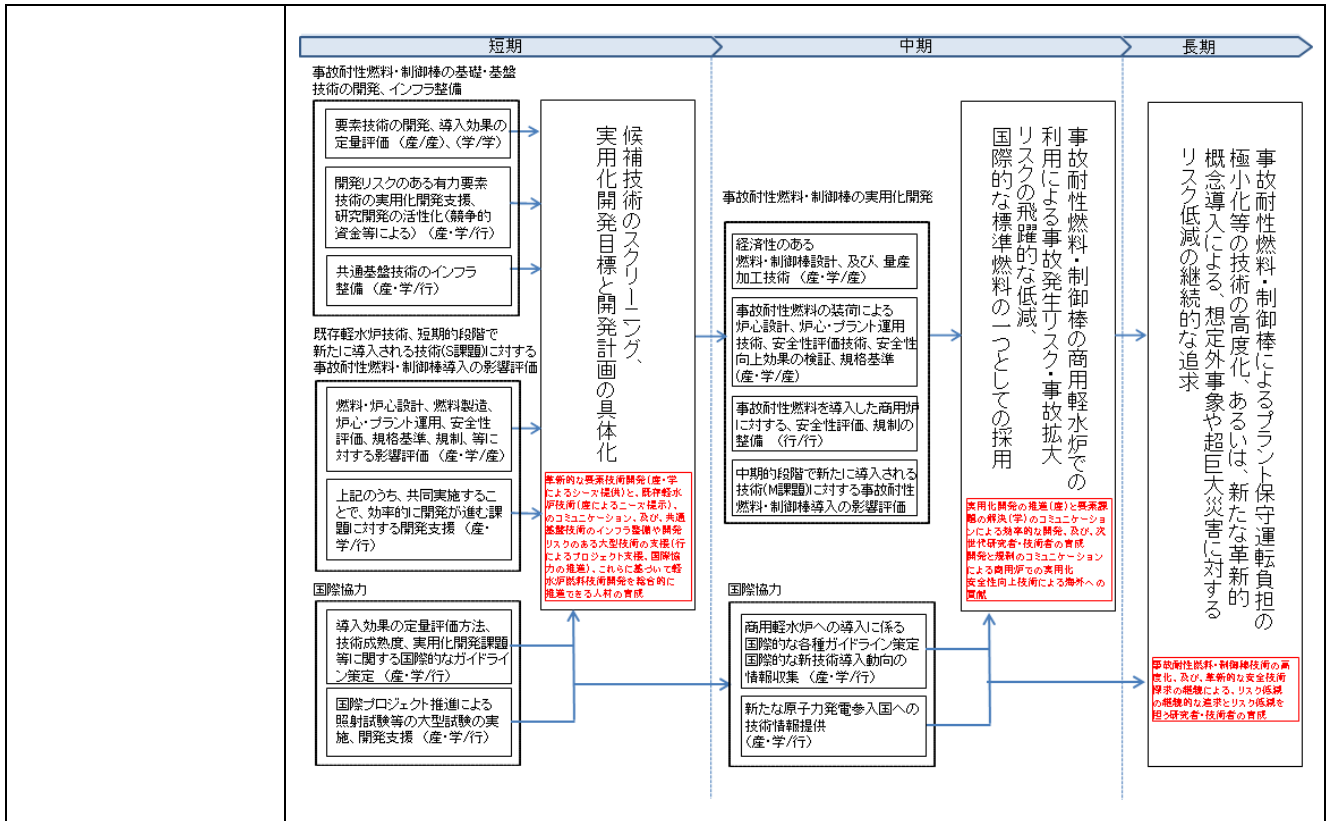 短期
中期
長期
事故耐性燃料・制御棒の基礎・基盤
技術の開発、インフラ整備
要素技術の開発、導入効果の
定量評価 (産/産)、(学/学)
開発リスクのある有力要素
技術の実用化開発支援、
研究開発の活性化(競争的
資金等による) (産・学/行)
共通基盤技術のインフラ
整備 (産・学/行)
既存軽水炉技術、短期的段階で
新たに導入される技術(S課題)に対する
事故耐性燃料・制御棒導入の影響評価
燃料・炉心設計、燃料製造、
炉心・プラント運用、安全性
評価、規格基準、規制、等に
対する影響評価 (産・学/産)
上記のうち、共同実施するこ
とで、効率的に開発が進む課
題に対する開発支援 (産・
学/行)
国際協力
導入効果の定量評価方法、
技術成熟度、実用化開発課題
等に関する国際的なガイドライ
ン策定 (産・学/行)
国際プロジェクト推進による
照射試験等の大型試験の実
施、開発支援 (産・学/行)
候補技術のスクリーニング、
実用化開発目標と開発計画の具体化
革新的な要素技術開発(産・学
によるシーズ提供)と、既存軽水
炉技術(産によるニーズ提示)、
のコミュニケーション、及び、共通
基盤技術のインフラ整備や開発
リスクのある大型技術の支援(行
によるプロジェクト支援、国際協
力の推進)、これらに基づいて軽
水炉燃料技術開発を総合的に
推進できる人材の育成
事故耐性燃料・制御棒の実用化開発
経済性のある
燃料・制御棒設計、及び、量産
加工技術 (産・学/産)
事故耐性燃料の装荷による
炉心設計、炉心・プラント運用
技術、安全性評価技術、安全性
向上効果の検証、規格基準
(産・学/産)
事故耐性燃料を導入した商用炉
に対する、安全性評価、規制の
整備 (行/行)
中期的段階で新たに導入される
技術(M課題)に対する事故耐性
燃料・制御棒導入の影響評価
国際協力
商用軽水炉への導入に係る
国際的な各種ガイドライン策定
国際的な新技術導入動向の
情報収集 (産・学/行)
新たな原子力発電参入国への
技術情報提供
(産・学/行)
事故耐性燃料・制御棒の商用軽水炉での
利用による事故発生リスク・事故拡大
リスクの飛躍的な低減、
国際的な標準燃料の一つとしての採用
実用化開発の推進(産)と要素課
題の解決(学)のコミュニケーショ
ンによる効率的な開発、及び、次
世代研究者・技術者の育成
開発と規制のコミュニケーション
による商用炉での実用化
安全性向上技術による海外への
貢献
事故耐性燃料・制御棒によるプラント保守運転負担の
極小化等の技術の高度化、あるいは、新たな革新的
概念導入による、想定外事象や超巨大災害に対する
リスク低減の継続的な追求
事故耐性燃料・制御棒技術の高
度化、及び、革新的な安全技術
探求の継続による、リスク低減
の継続的な追求とリスク低減を
担う研究者・技術者の育成